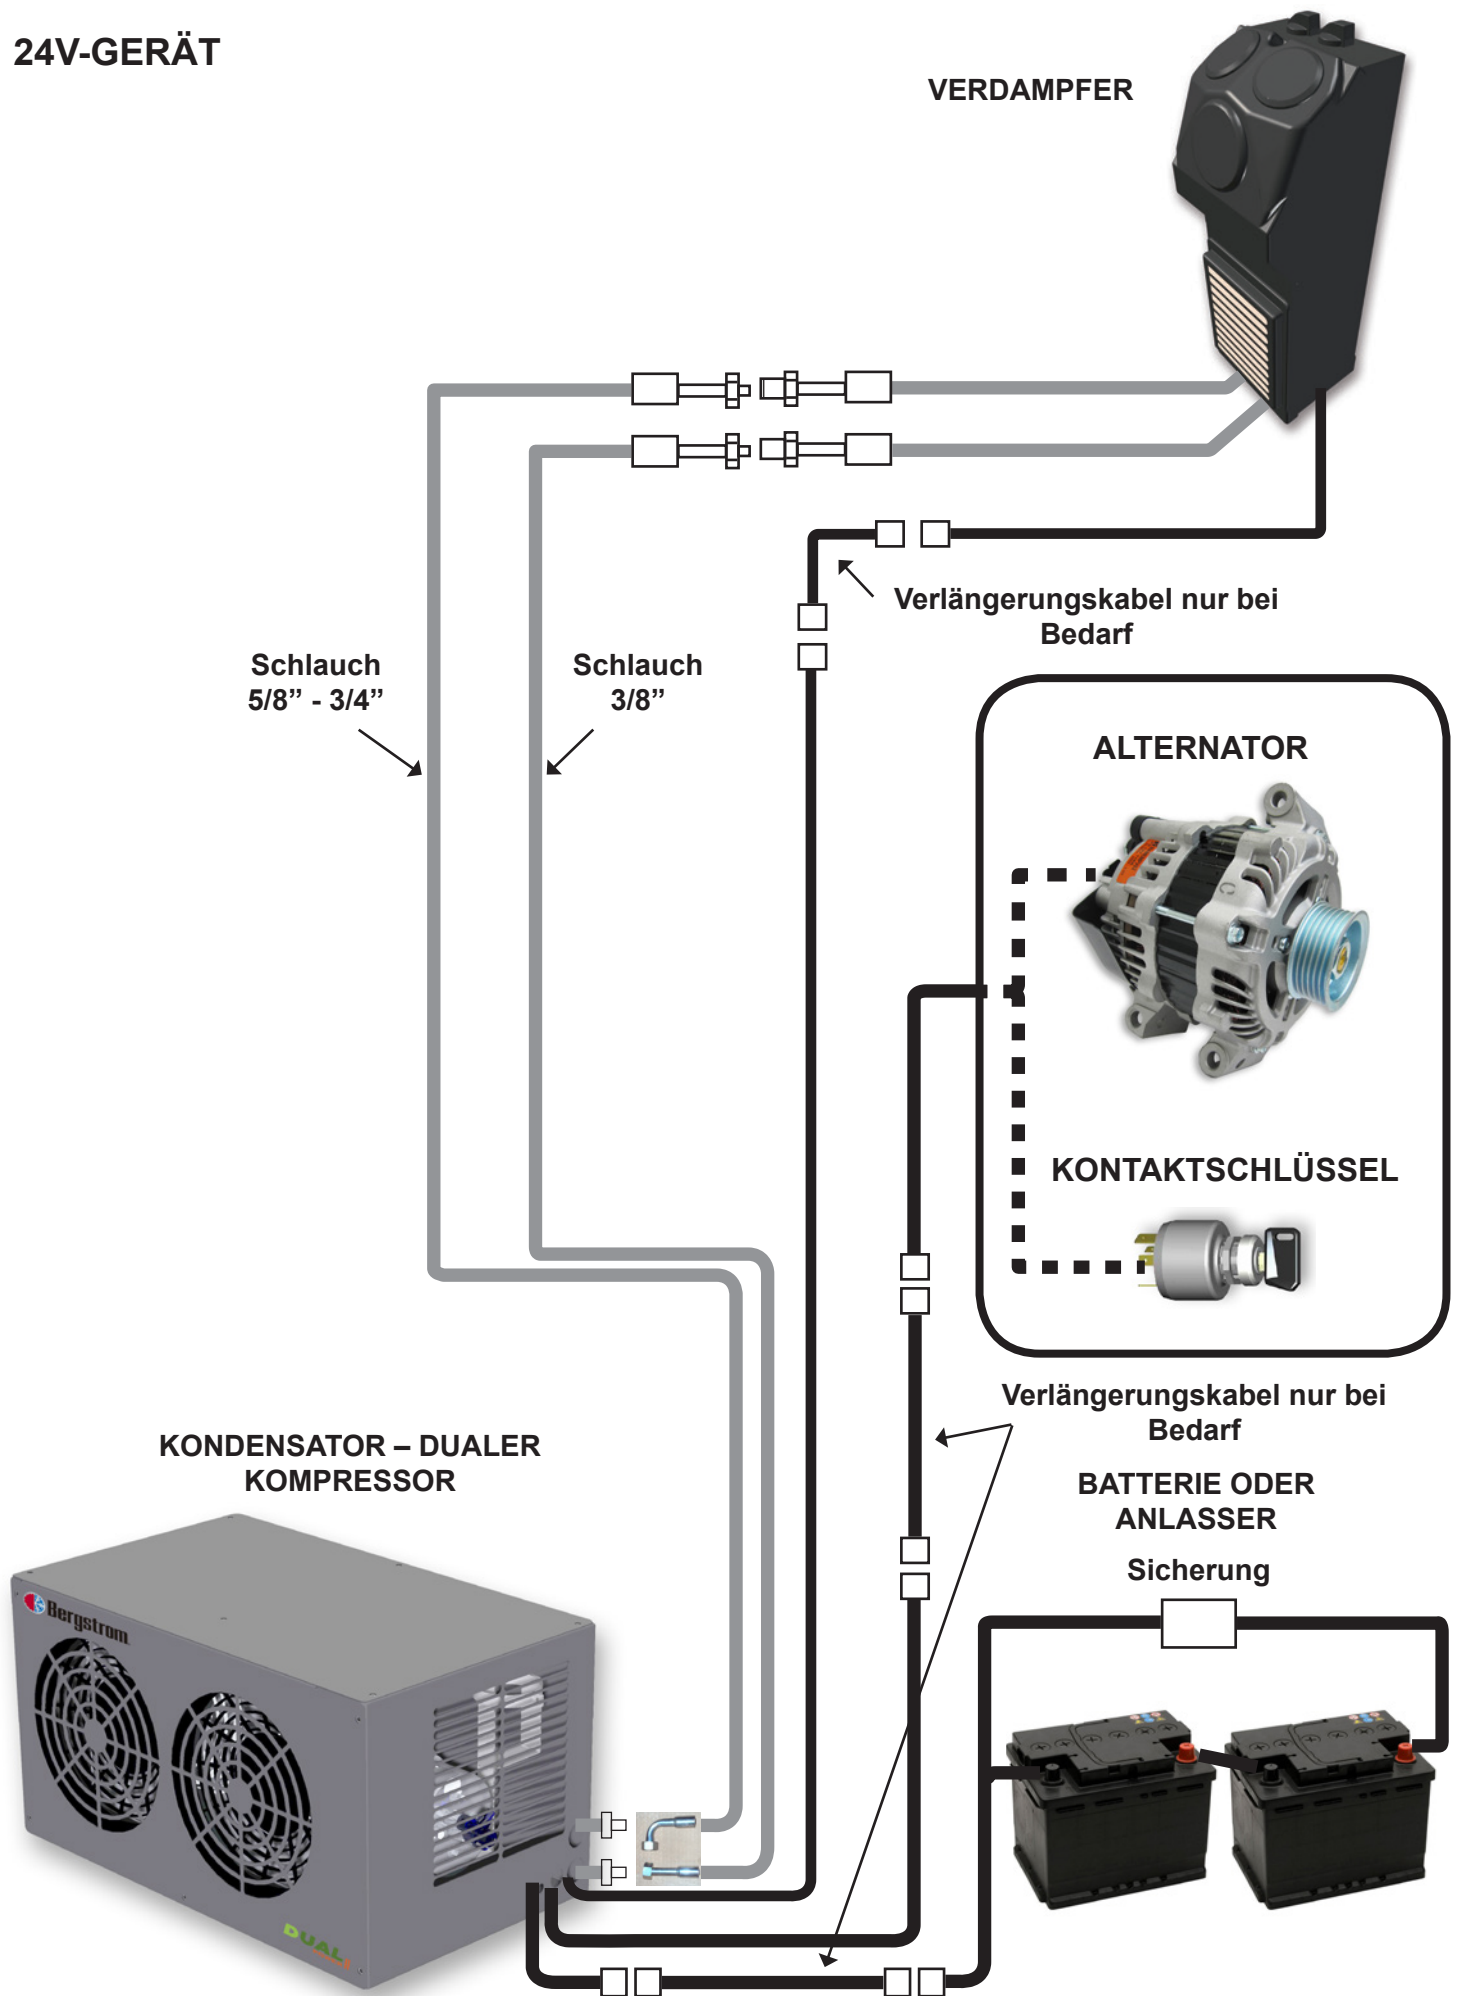 24V-GERÄT
VERDAMPFER
Verlängerungskabel nur bei
Bedarf
Schlauch
5/8” - 3/4”
Schlauch
3/8”
ALTERNATOR
KONTAKTSCHLÜSSEL
Verlängerungskabel nur bei
Bedarf
KONDENSATOR – DUALER
KOMPRESSOR
BATTERIE ODER
ANLASSER
Sicherung
Bergstrom
DUAL